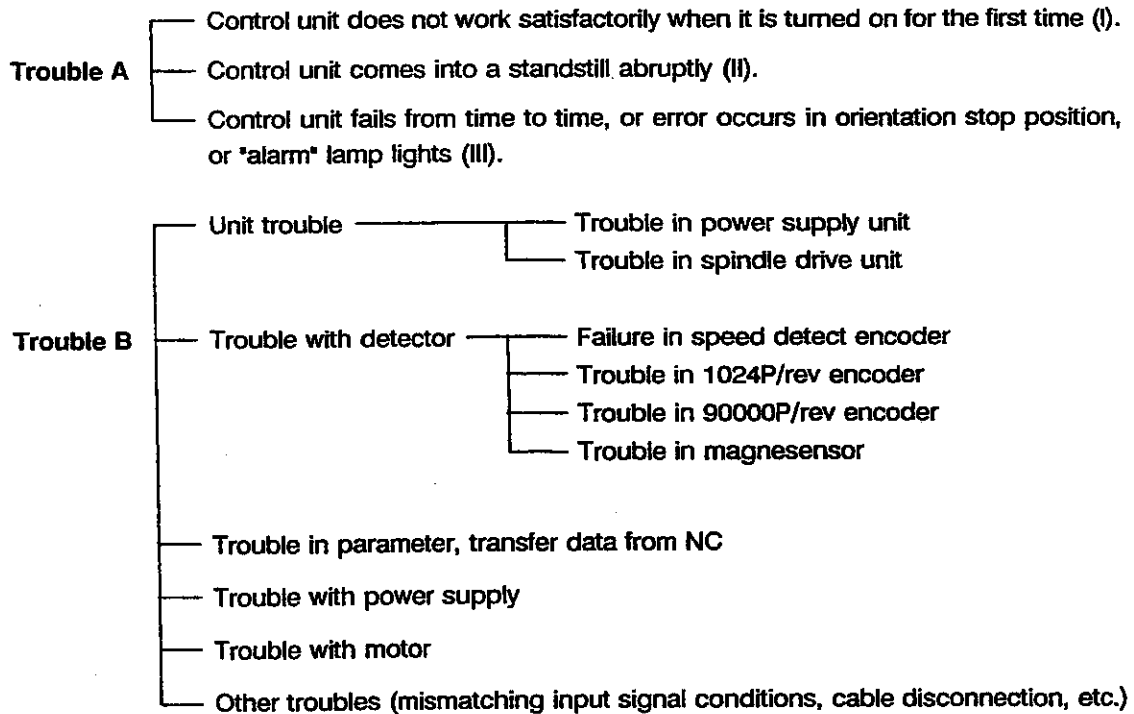 Control unit does not work satisfactorily when it is turned on for the first time (I).
Trouble A
Control unit comes into a standstill abruptly (II).
Control unit fails from time to time, or error occurs in orientation stop position,
or "alarm" lamp lights (III).
Unit trouble
Trouble in power supply unit
Trouble in spindle drive unit
Trouble B
Trouble with detector
Failure in speed detect encoder
Trouble in 1024P/rev encoder
Trouble in 90000P/rev encoder
Trouble in magnesensor
Trouble in parameter, transfer data from NC
Trouble with power supply
Trouble with motor
Other troubles (mismatching input signal conditions, cable disconnection, etc.)